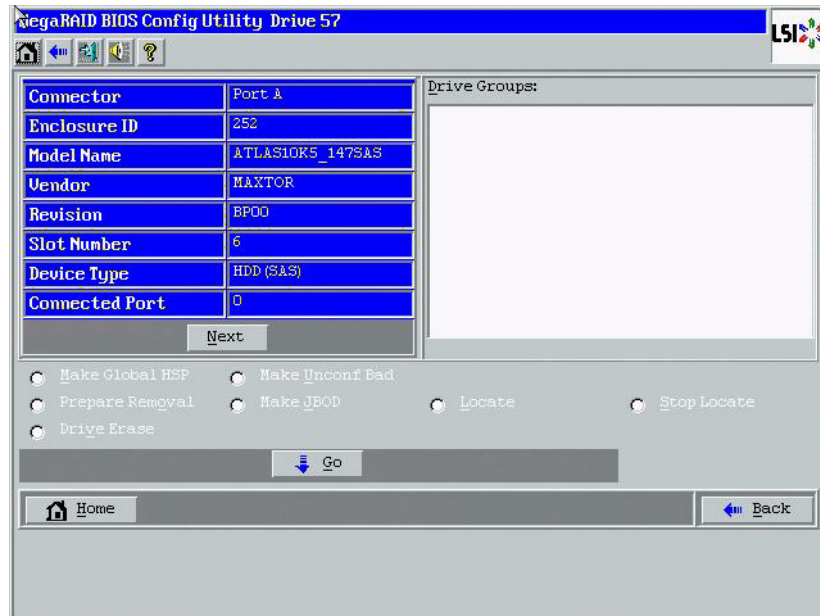 MegaRAID BIOS Config Utility Drive 57
LSI
Connector Port A
Enclosure ID 252
Model Name ATLAS10K5_147SAS
Vendor MAXTOR
Revision BP00
Slot Number 6
Device Type HDD (SAS)
Connected Port 0
Next
Drive Groups:
Make Global HSP Make Unconf Bad
Prepare Removal Make JBOD Locate Stop Locate
Drive Erase
Go
Home Back